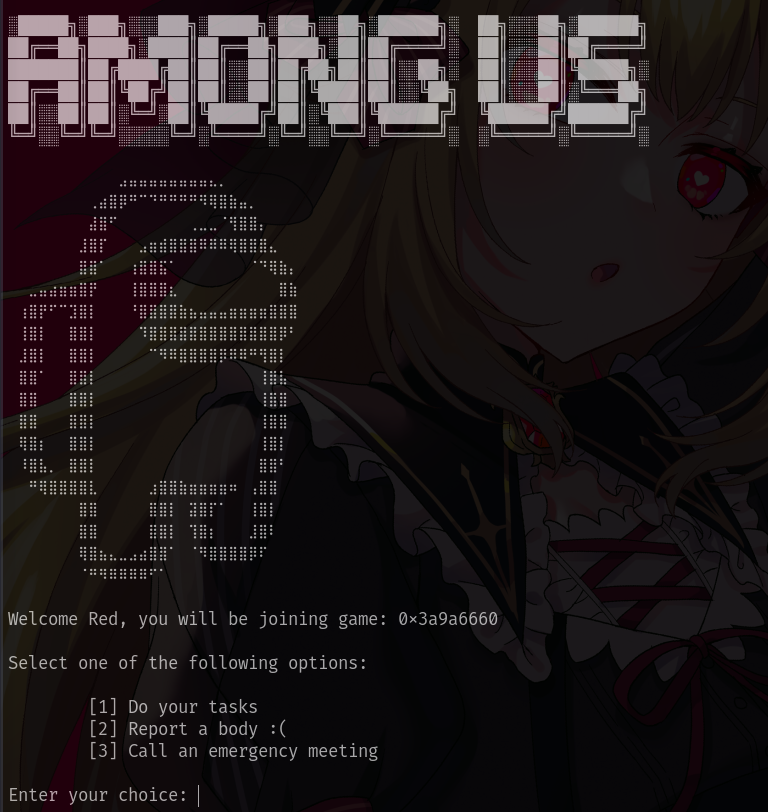 AMONG US
Welcome Red, you will be joining game: 0x3a9a6660
Select one of the following options:
[1] Do your tasks
[2] Report a body :(
[3] Call an emergency meeting
Enter your choice: